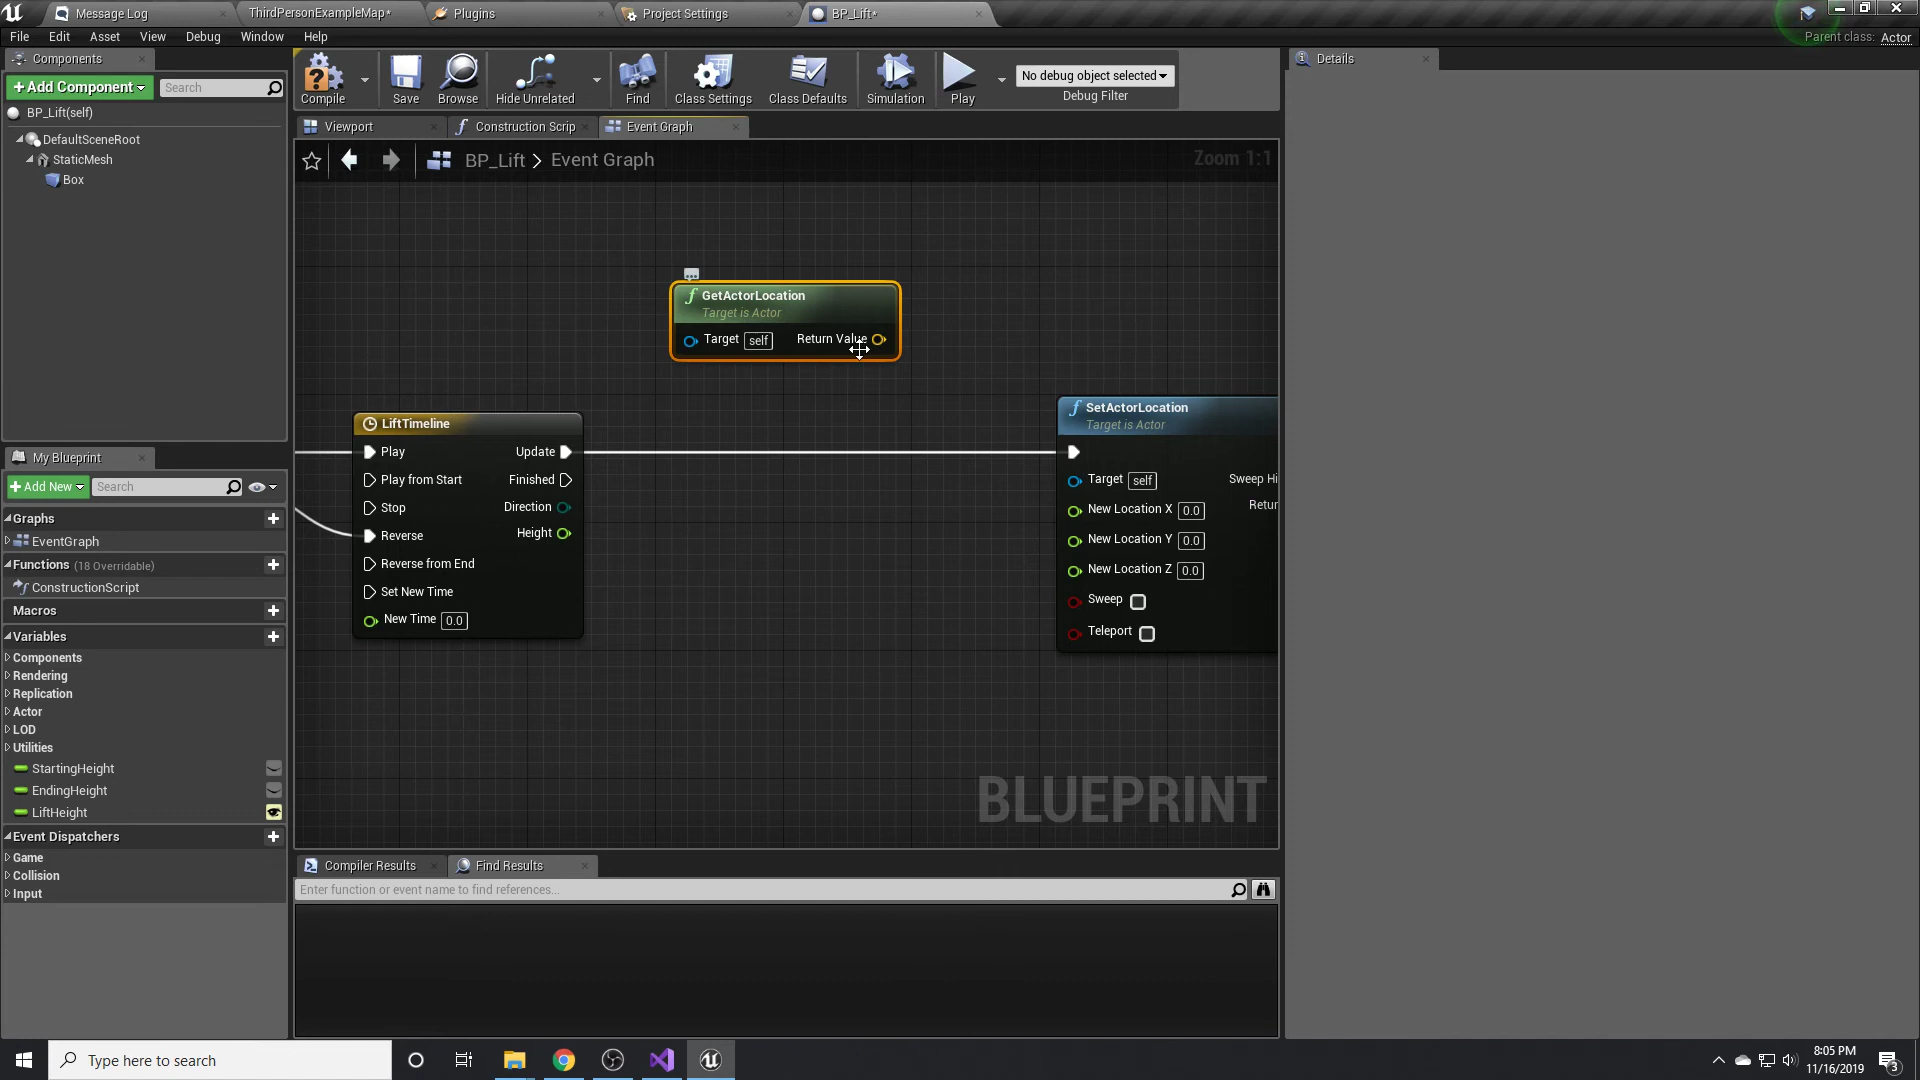 Message Log
ThirdPersonExampleMap*
Plugins
Project Settings
BP_Lift*
File Edit Asset View Debug Window Help
Parent class: Actor
Components
+Add Component
Search
BP_Lift(self)
DefaultSceneRoot
StaticMesh
Box
Compile
Save
Browse
Hide Unrelated
Find
Class Settings
Class Defaults
Simulation
Play
No debug object selected
Debug Filter
Details
Viewport
Construction Scrip
Event Graph
BP_Lift > Event Graph
Zoom 1:1
GetActorLocation
Target is Actor
Target self Return Value
LiftTimeline
Play Update
Play from Start Finished
Stop Direction
Reverse Height
Reverse from End
Set New Time
New Time 0.0
SetActorLocation
Target is Actor
Target self Sweep Hi
New Location X 0.0 Retur
New Location Y 0.0
New Location Z 0.0
Sweep
Teleport
BLUEPRINT
My Blueprint
+Add New
Search
Graphs
EventGraph
Functions (18 Overridable)
ConstructionScript
Macros
Variables
Components
Rendering
Replication
Actor
LOD
Utilities
StartingHeight
EndingHeight
LiftHeight
Event Dispatchers
Game
Collision
Input
Compiler Results
Find Results
Enter function or event name to find references...
Type here to search
8:05 PM
11/16/2019
3